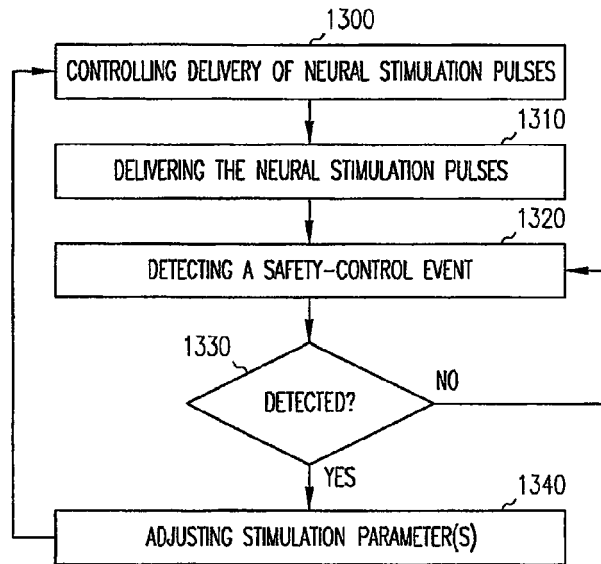 1300
CONTROLLING DELIVERY OF NEURAL STIMULATION PULSES
1310
DELIVERING THE NEURAL STIMULATION PULSES
1320
DETECTING A SAFETY-CONTROL EVENT
1330
DETECTED?
NO
YES
1340
ADJUSTING STIMULATION PARAMETER(S)